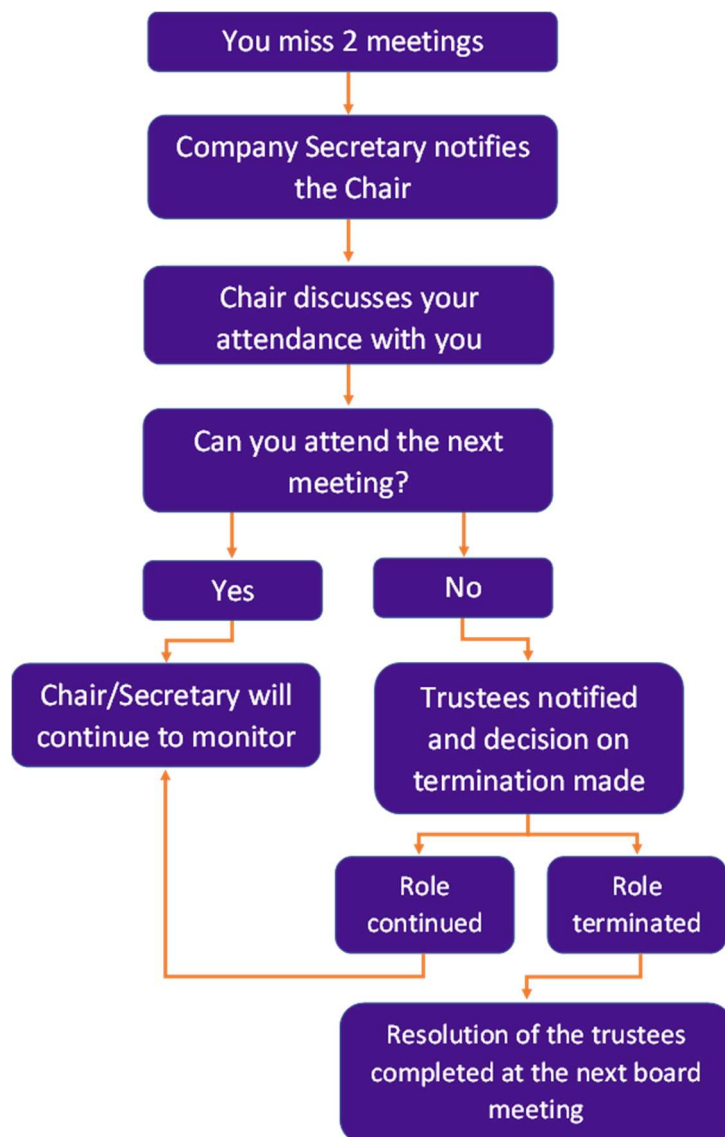 You miss 2 meetings
Company Secretary notifies
the Chair
Chair discusses your
attendance with you
Can you attend the next
meeting?
Yes
No
Chair/Secretary will
continue to monitor
Trustees notified
and decision on
termination made
Role
continued
Role
terminated
Resolution of the trustees
completed at the next board
meeting